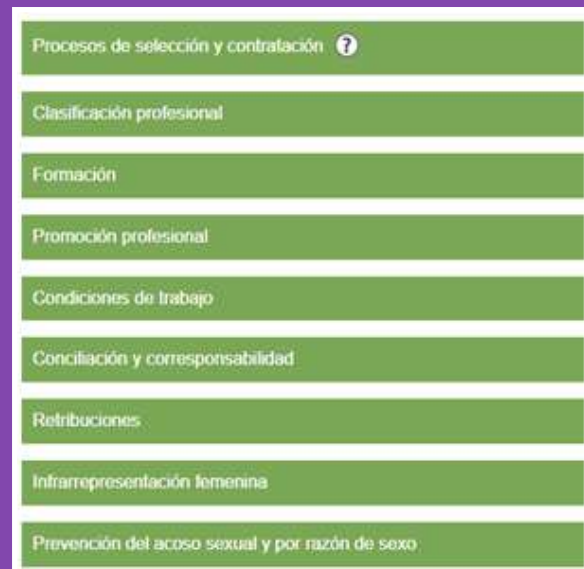 Procesos de selección y contratación ?
Clasificación profesional
Formación
Promoción profesional
Condiciones de trabajo
Conciliación y corresponsabilidad
Retribuciones
Infrarrepresentación femenina
Prevención del acoso sexual y por razón de sexo